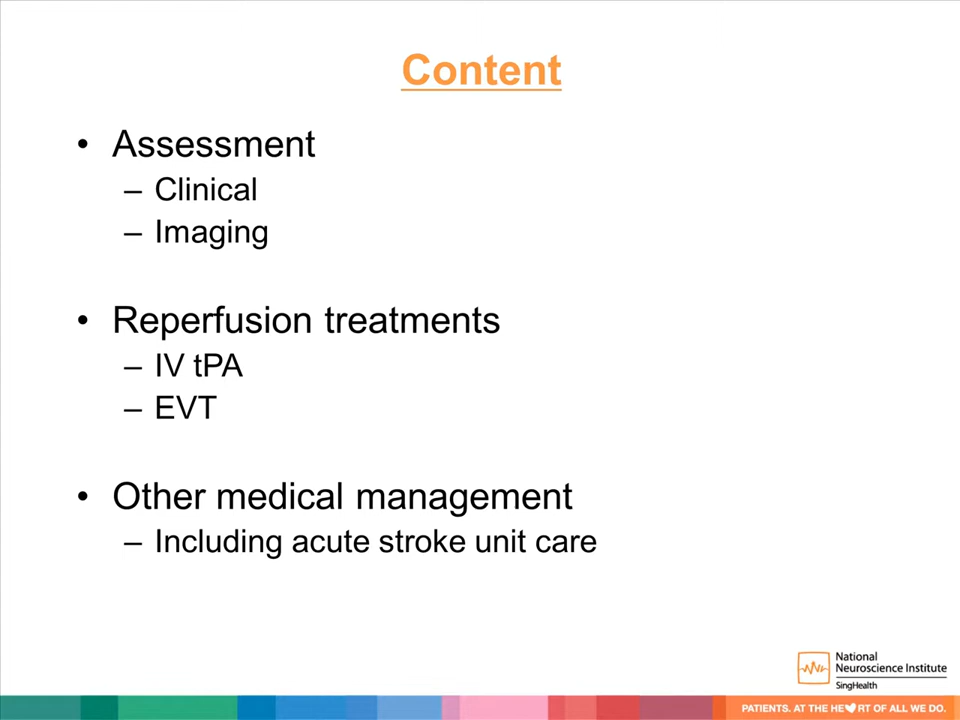 Content
• Assessment
– Clinical
– Imaging
• Reperfusion treatments
– IV tPA
– EVT
• Other medical management
– Including acute stroke unit care
National
Neuroscience Institute
SingHealth
PATIENTS. AT THE HE♥RT OF ALL WE DO.